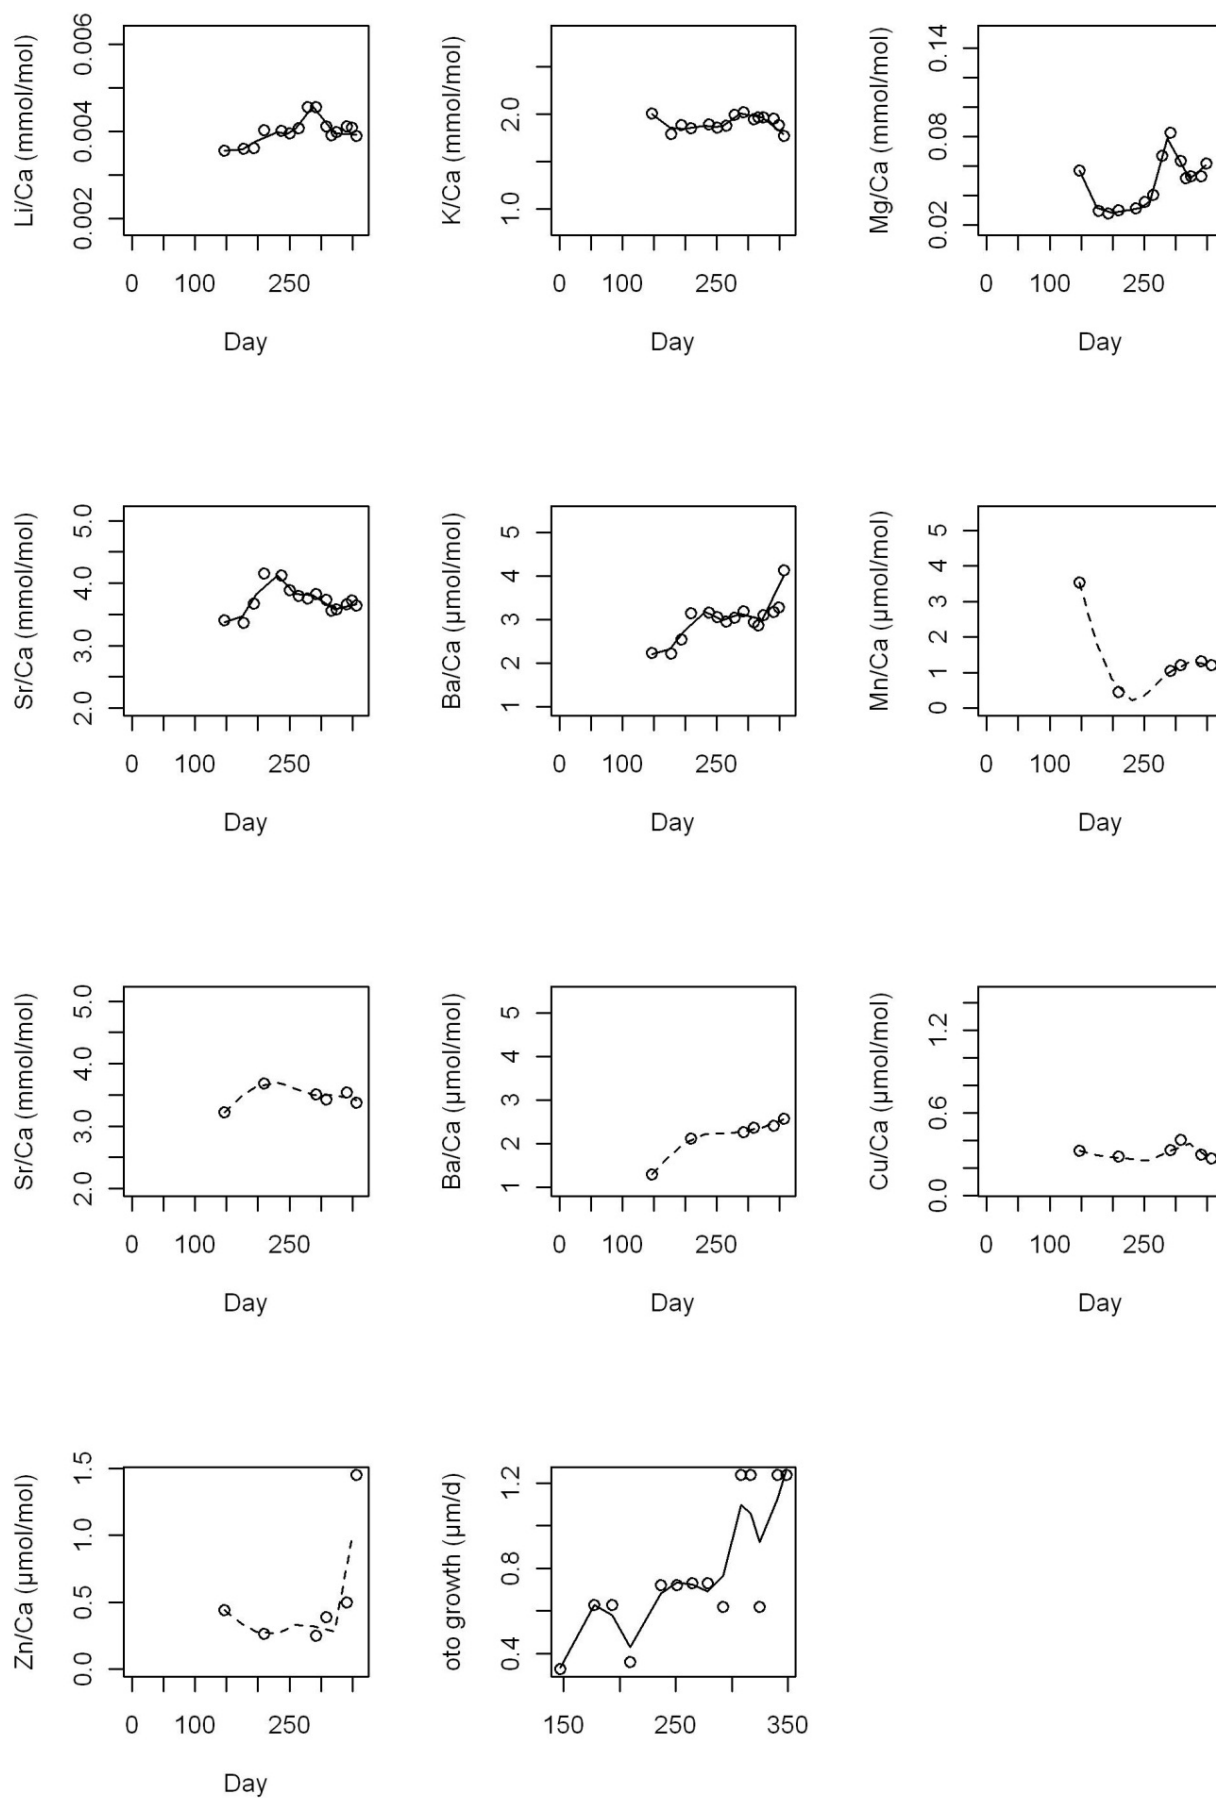 Li/Ca (mmol/mol)
0.002 0.004 0.006
0 100 250
Day
K/Ca (mmol/mol)
1.0 2.0
0 100 250
Day
Mg/Ca (mmol/mol)
0.02 0.08 0.14
0 100 250
Day
Sr/Ca (mmol/mol)
2.0 3.0 4.0 5.0
0 100 250
Day
Ba/Ca (µmol/mol)
1 2 3 4 5
0 100 250
Day
Mn/Ca (µmol/mol)
0 1 2 3 4 5
0 100 250
Day
Sr/Ca (mmol/mol)
2.0 3.0 4.0 5.0
0 100 250
Day
Ba/Ca (µmol/mol)
1 2 3 4 5
0 100 250
Day
Cu/Ca (µmol/mol)
0.0 0.6 1.2
0 100 250
Day
Zn/Ca (µmol/mol)
0.0 0.5 1.0 1.5
0 100 250
Day
oto growth (µm/d)
0.4 0.8 1.2
150 250 350